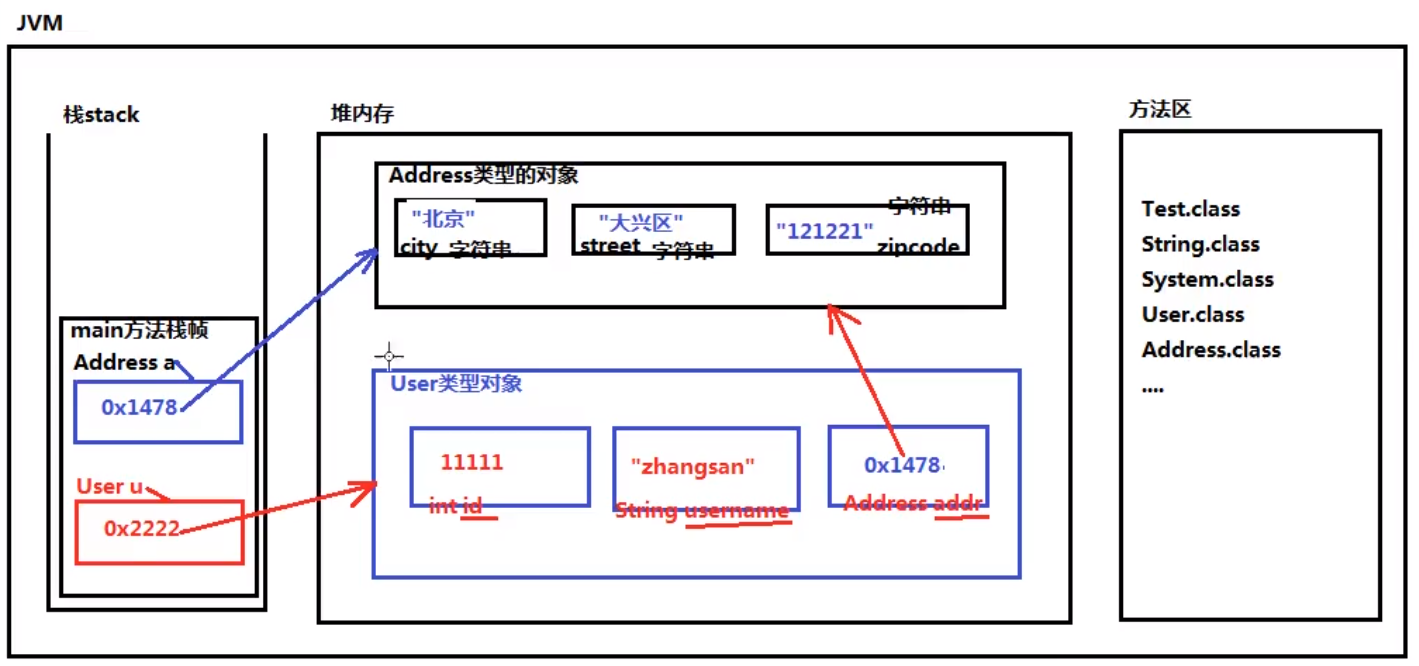 JVM
栈stack
main方法栈帧
Address a
0x1478
User u
0x2222
堆内存
Address类型的对象
"北京"
city 字符串
"大兴区"
street 字符串
字符串
"121221"
zipcode
User类型对象
11111
int id
"zhangsan"
String username
0x1478
Address addr
方法区
Test.class
String.class
System.class
User.class
Address.class
....